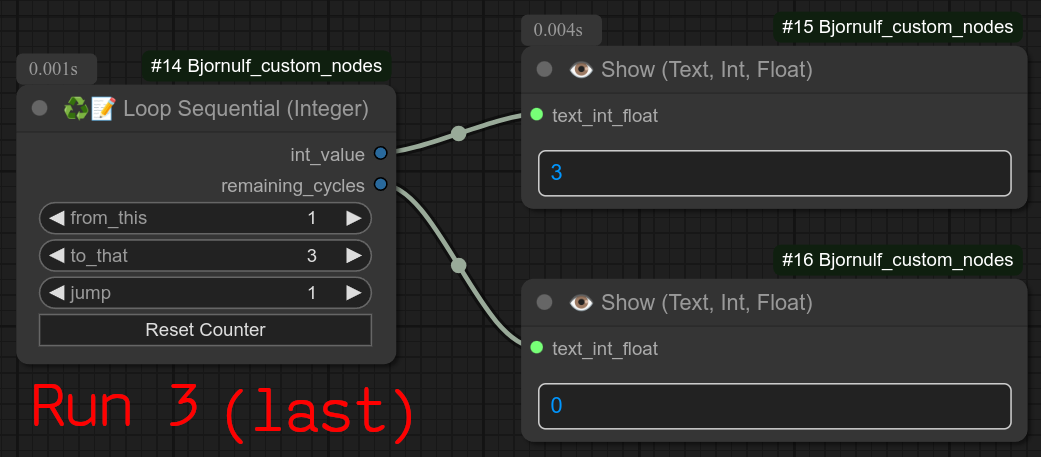 0.001s
#14 Bjornulf_custom_nodes
♻📝 Loop Sequential (Integer)
int_value
remaining_cycles
from_this 1
to_that 3
jump 1
Reset Counter
Run 3 (last)
0.004s
#15 Bjornulf_custom_nodes
👁 Show (Text, Int, Float)
text_int_float
3
#16 Bjornulf_custom_nodes
👁 Show (Text, Int, Float)
text_int_float
0